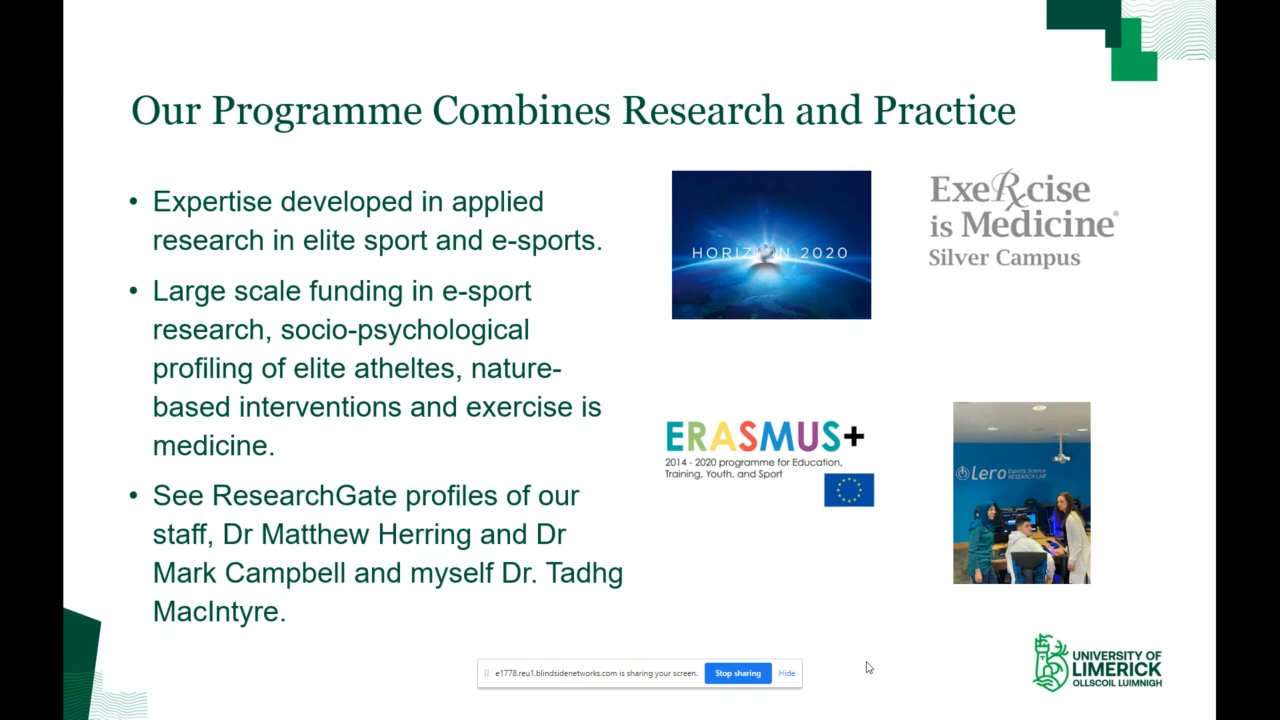 Our Programme Combines Research and Practice
• Expertise developed in applied
research in elite sport and e-sports.
• Large scale funding in e-sport
research, socio-psychological
profiling of elite atheltes, nature-
based interventions and exercise is
medicine.
• See ResearchGate profiles of our
staff, Dr Matthew Herring and Dr
Mark Campbell and myself Dr. Tadhg
MacIntyre.
HORIZON 2020
ExeRcise
is Medicine®
Silver Campus
ERASMUS+
2014 - 2020 programme for Education,
Training, Youth, and Sport
Lero Esports Science
RESEARCH LAB
e1778.reu1.blindsidenetworks.com is sharing your screen. Stop sharing Hide
UNIVERSITY OF
LIMERICK
OLLSCOIL LUIMNIGH